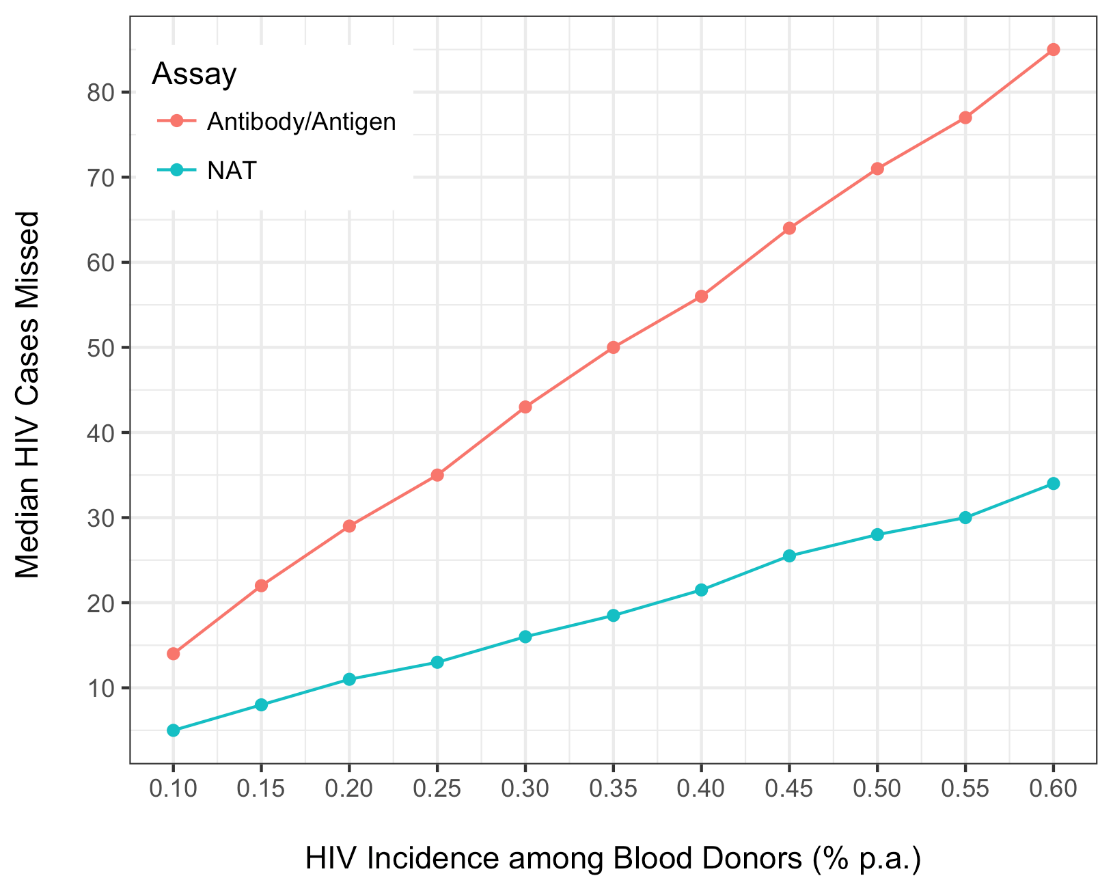 Assay
Antibody/Antigen
NAT
Median HIV Cases Missed
80
70
60
50
40
30
20
10
0.10 0.15 0.20 0.25 0.30 0.35 0.40 0.45 0.50 0.55 0.60
HIV Incidence among Blood Donors (% p.a.)